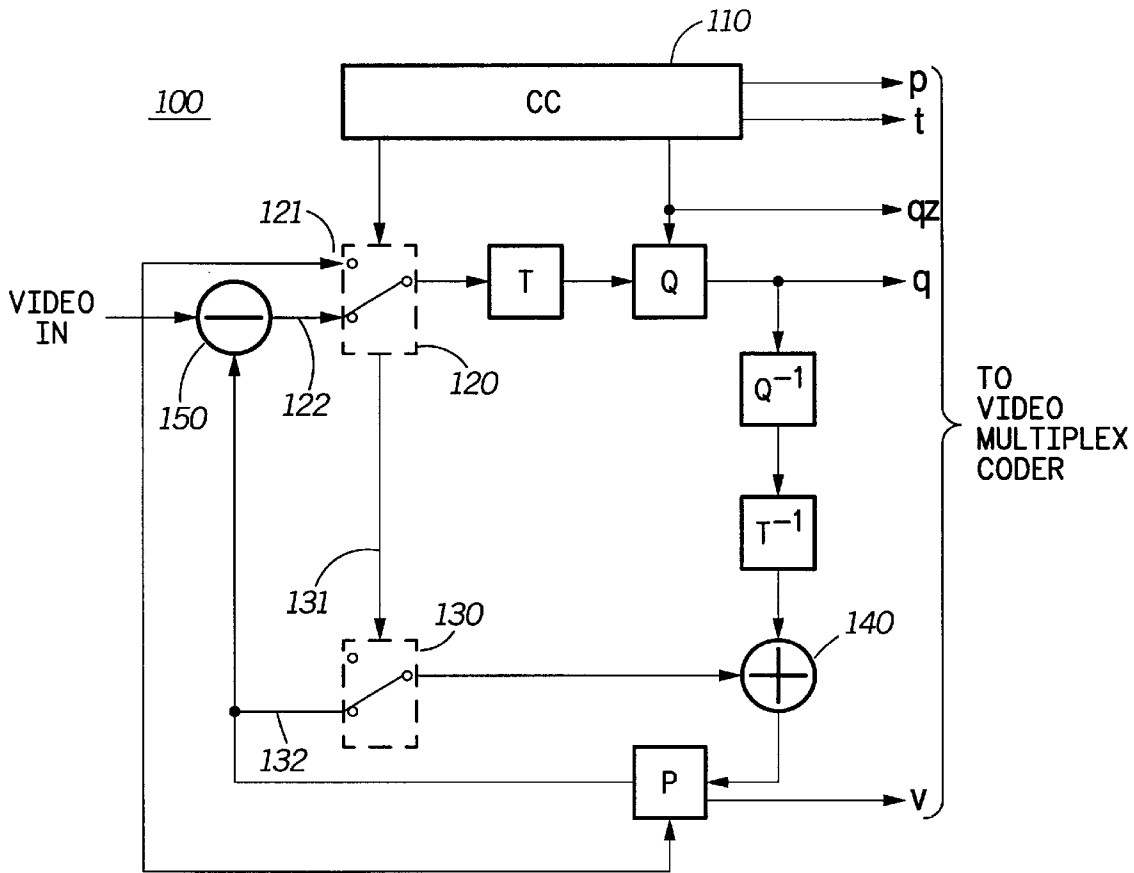 110
CC
p
t
100
qz
121
T
Q
q
VIDEO
IN
150
122
120
Q⁻¹
TO
VIDEO
MULTIPLEX
CODER
T⁻¹
131
130
140
132
P
v